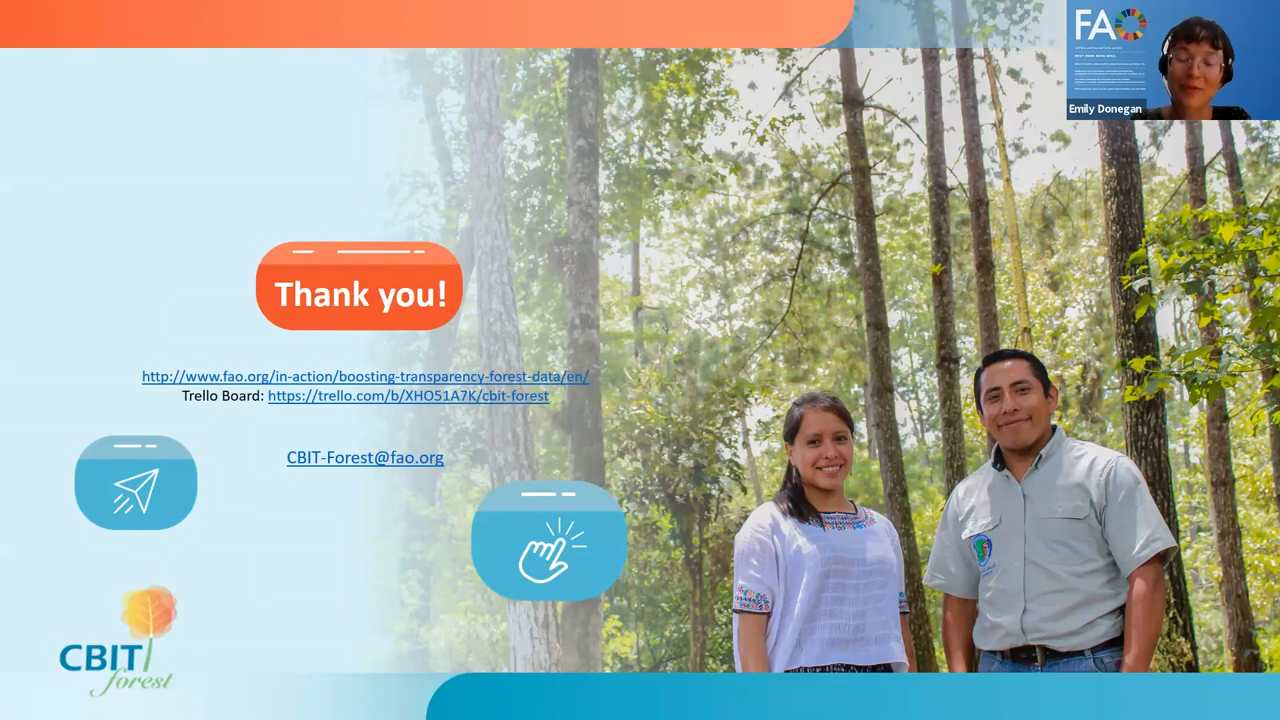 FAO
Emily Donegan
Thank you!
http://www.fao.org/in-action/boosting-transparency-forest-data/en/
Trello Board: https://trello.com/b/XHO51A7K/cbit-forest
CBIT-Forest@fao.org
CBIT
forest